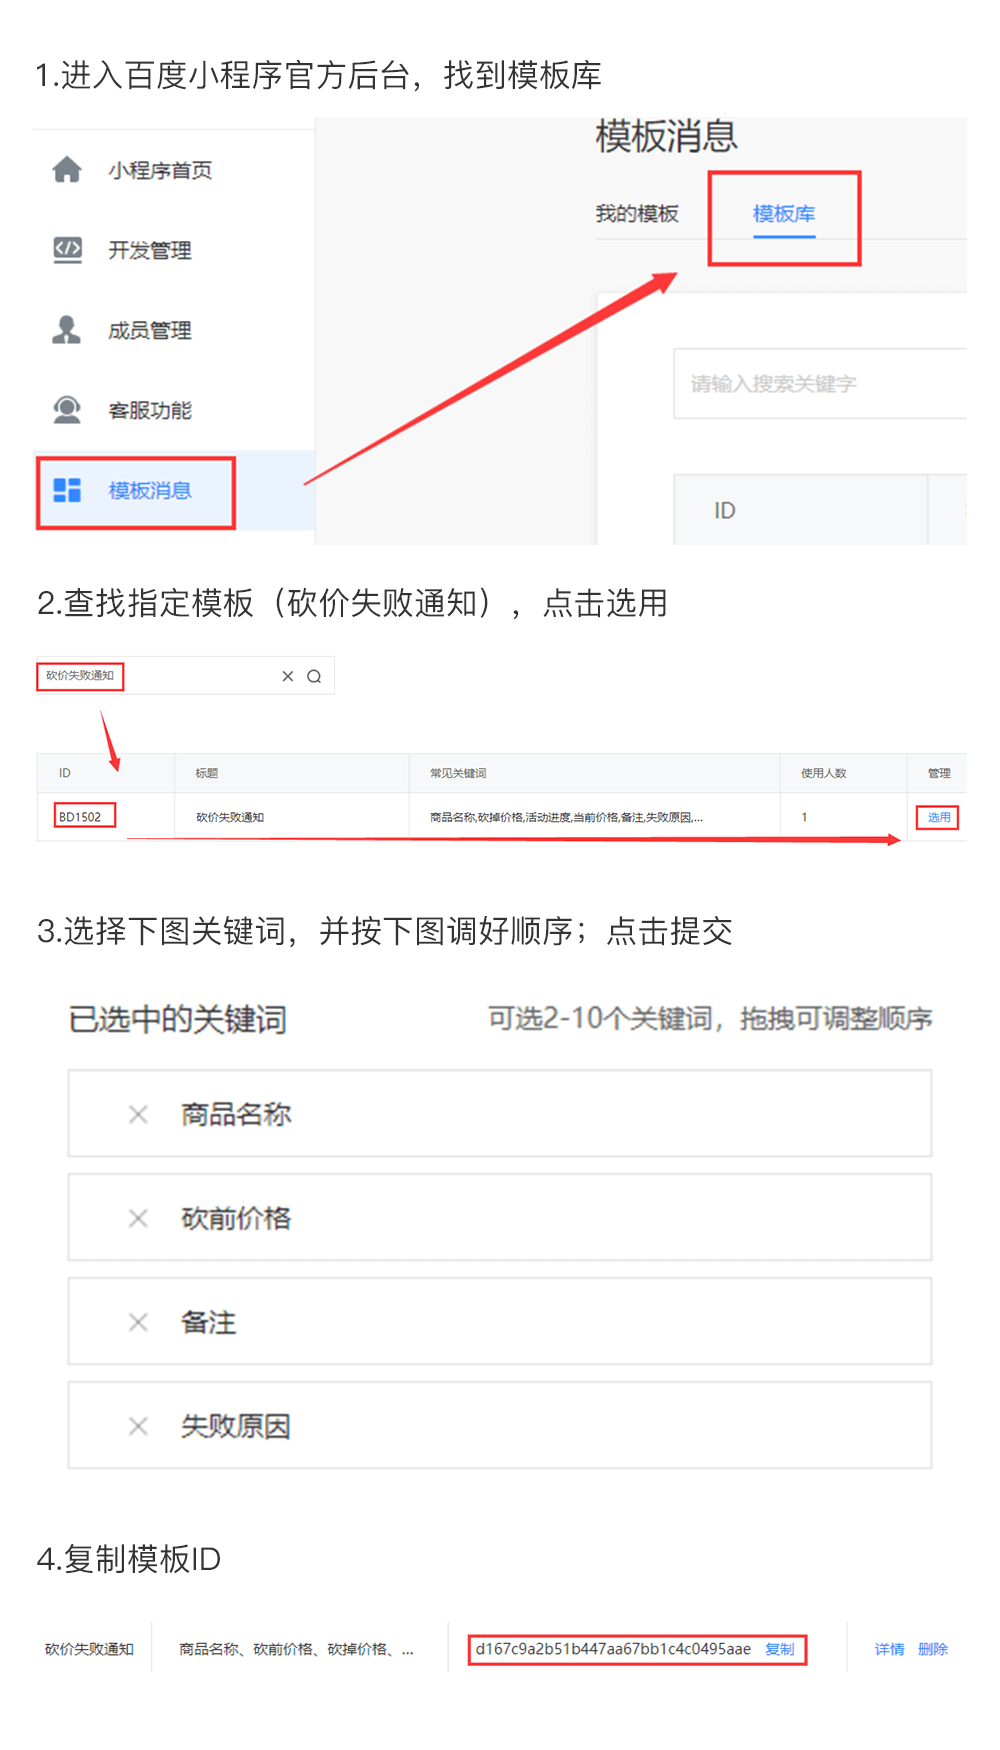 1.进入百度小程序官方后台，找到模板库
模板消息
小程序首页
我的模板 模板库
开发管理
成员管理
请输入搜索关键字
客服功能
模板消息
ID
2.查找指定模板（砍价失败通知），点击选用
砍价失败通知
ID 标题 常见关键词 使用人数 管理
BD1502 砍价失败通知 商品名称,砍掉价格,活动进度,当前价格,备注,失败原因,... 1 选用
3.选择下图关键词，并按下图调好顺序；点击提交
已选中的关键词 可选2-10个关键词，拖拽可调整顺序
商品名称
砍前价格
备注
失败原因
4.复制模板ID
砍价失败通知 商品名称、砍前价格、砍掉价格、... d167c9a2b51b447aa67bb1c4c0495aae 复制 详情 删除